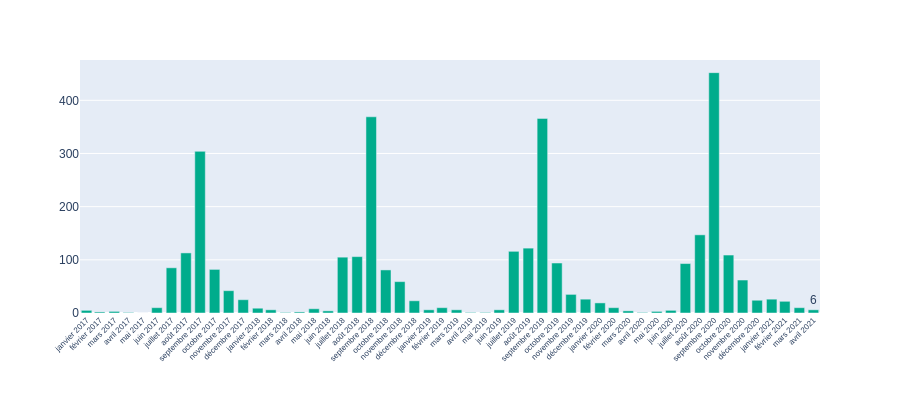 400
300
200
100
0
6
janvier 2017
février 2017
mars 2017
avril 2017
mai 2017
juin 2017
juillet 2017
août 2017
septembre 2017
octobre 2017
novembre 2017
décembre 2017
janvier 2018
février 2018
mars 2018
avril 2018
mai 2018
juin 2018
juillet 2018
août 2018
septembre 2018
octobre 2018
novembre 2018
décembre 2018
janvier 2019
février 2019
mars 2019
avril 2019
mai 2019
juin 2019
juillet 2019
août 2019
septembre 2019
octobre 2019
novembre 2019
décembre 2019
janvier 2020
février 2020
mars 2020
avril 2020
mai 2020
juin 2020
juillet 2020
août 2020
septembre 2020
octobre 2020
novembre 2020
décembre 2020
janvier 2021
février 2021
mars 2021
avril 2021